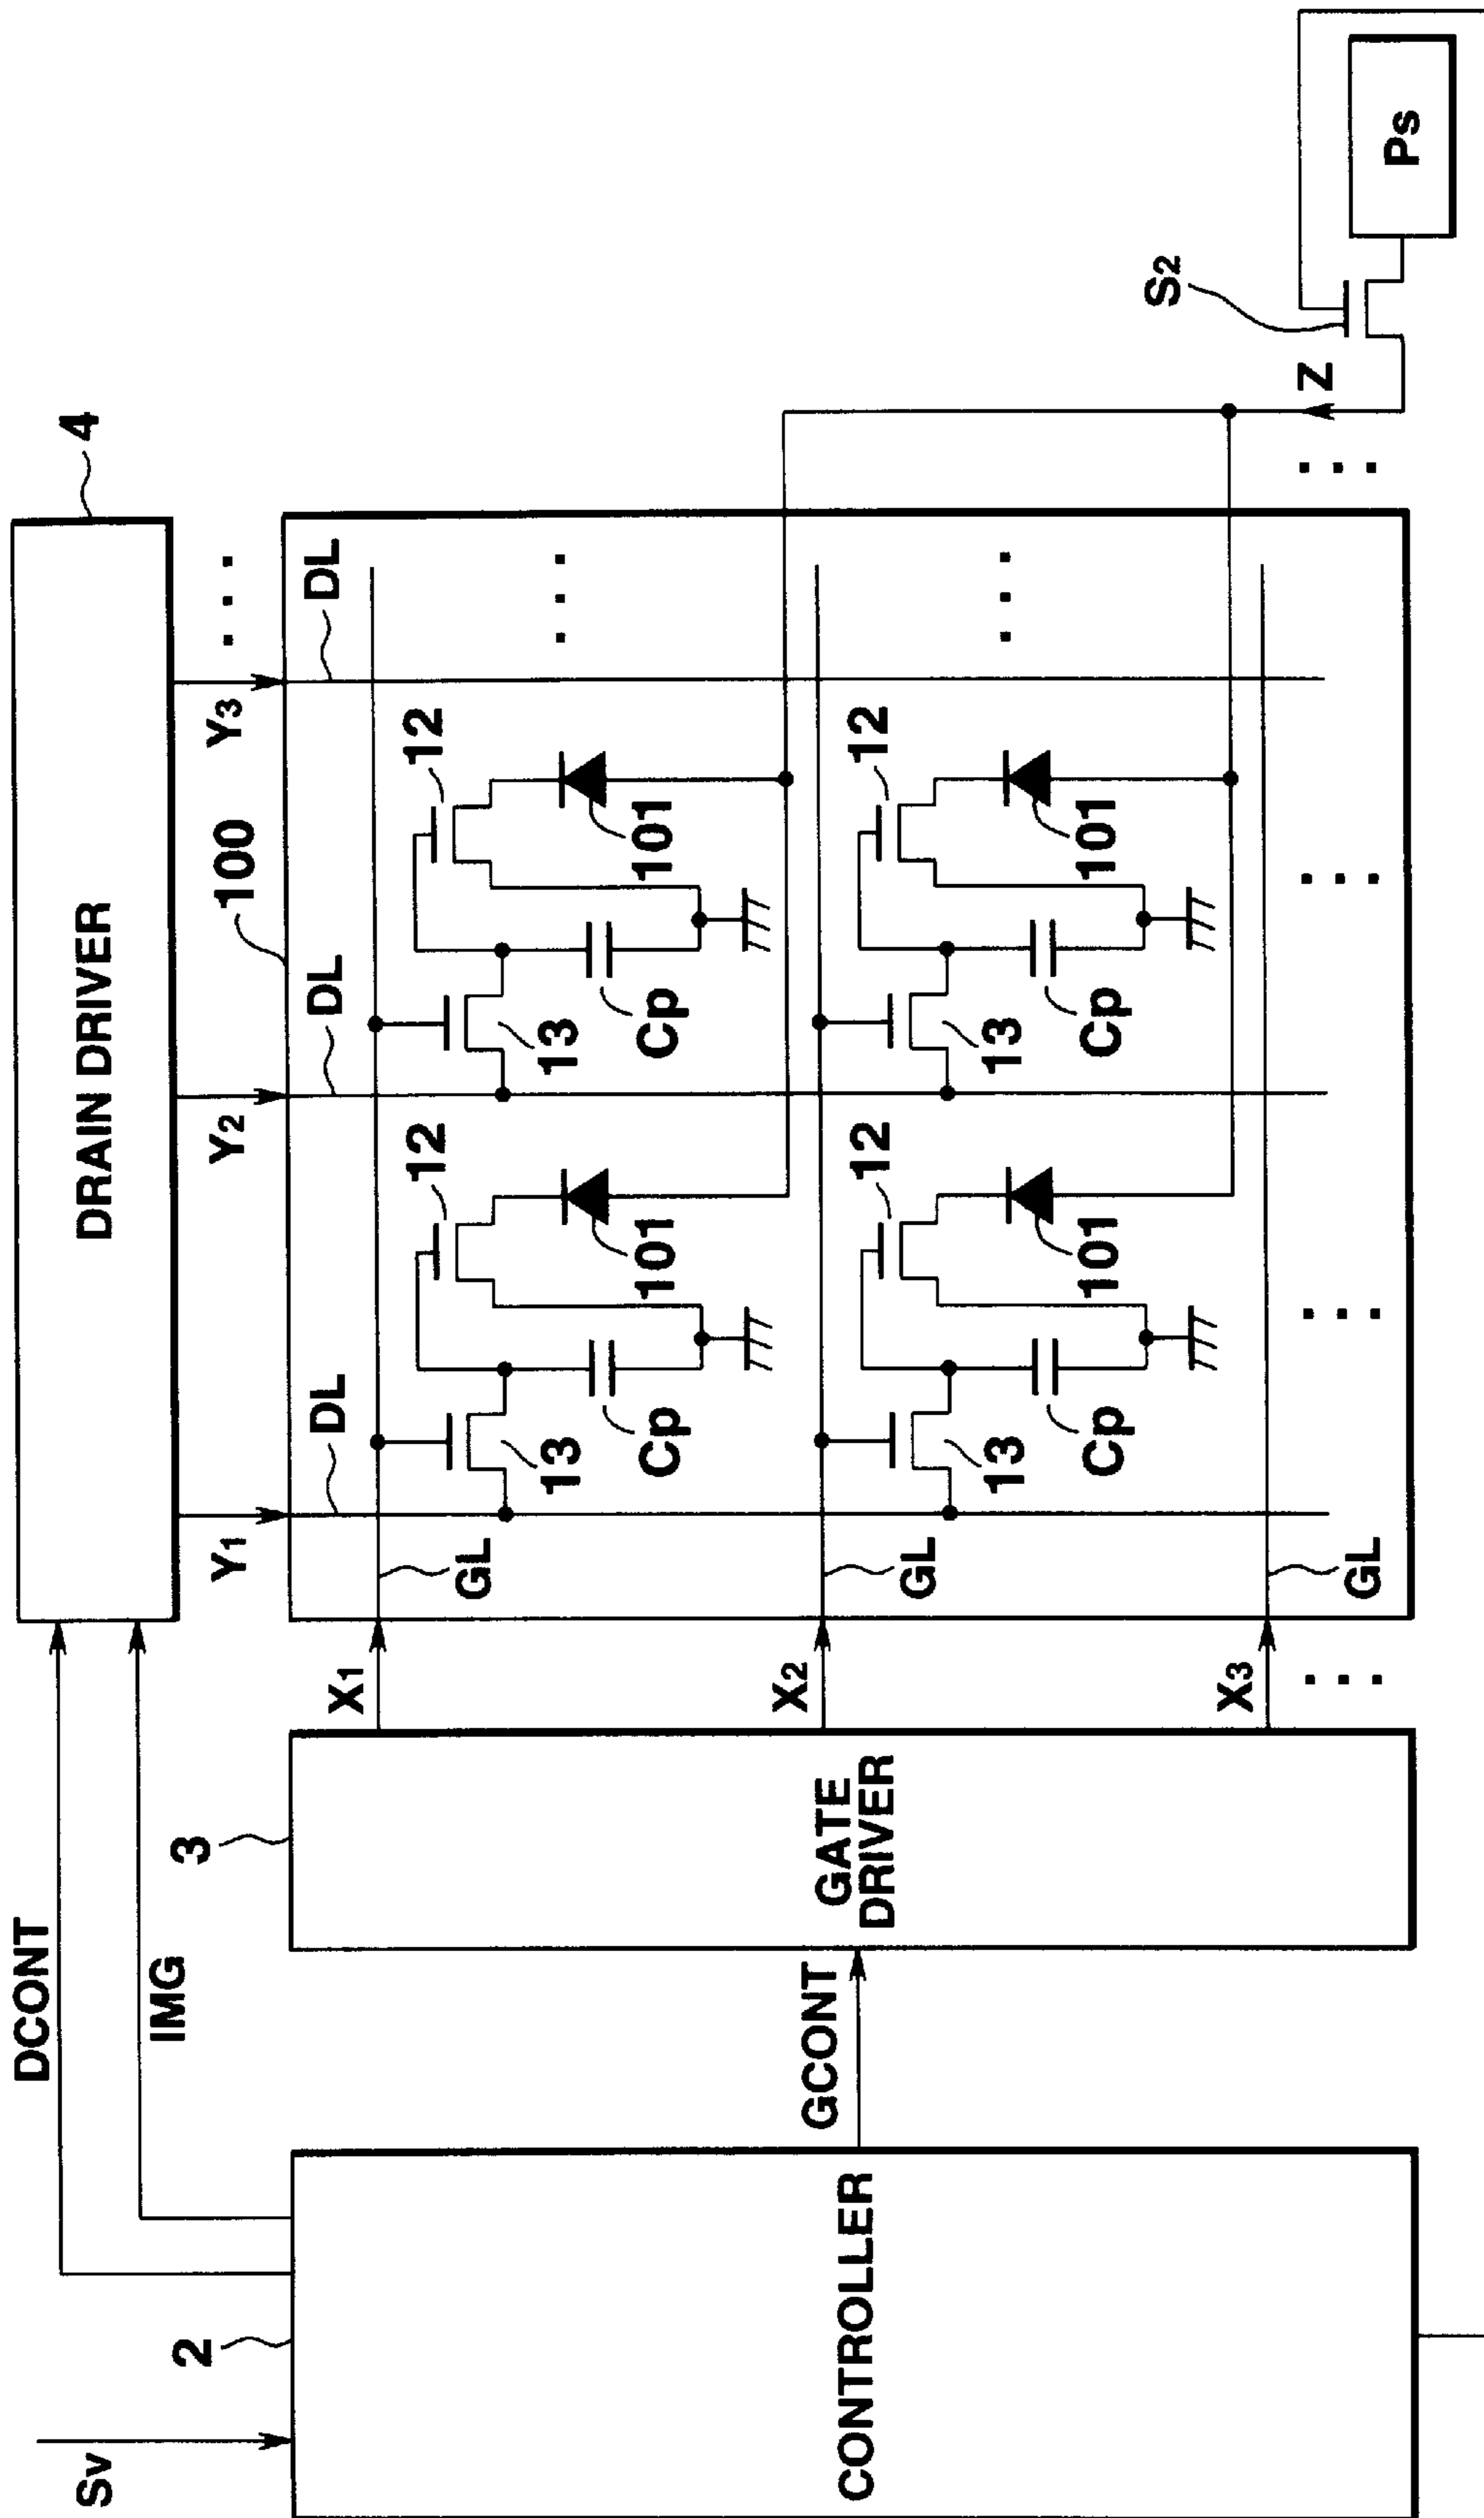 Sv
2
CONTROLLER
DCONT
IMG
GCONT
3
GATE
DRIVER
X1
X2
X3
DRAIN DRIVER
4
Y1
Y2
Y3
100
DL
DL
DL
GL
GL
GL
12
12
101
101
13
13
Cp
Cp
12
12
101
101
13
13
Cp
Cp
Z
S2
Ps